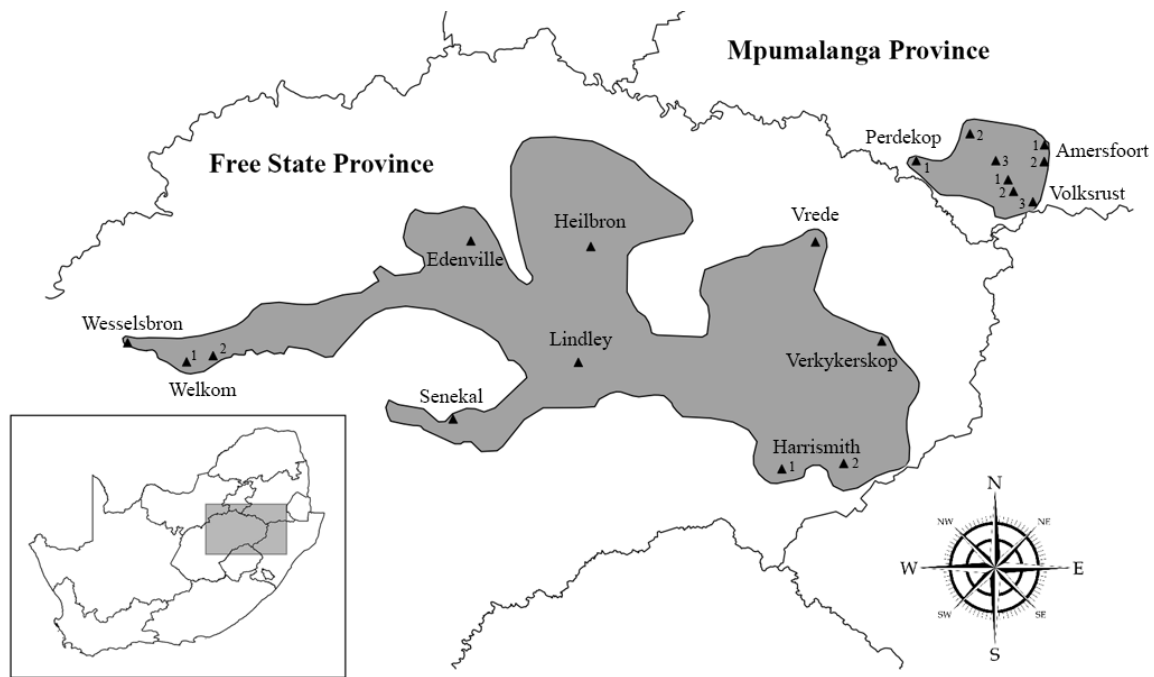 Mpumalanga Province
Free State Province
Perdekop
1
2
3
1
2
3
1
2
Amersfoort
Volksrust
Vrede
Heilbron
Edenville
Wesselsbron
1
2
Welkom
Lindley
Verkykerskop
Senekal
Harrismith
1
2
N
NW
NE
W
E
SW
SE
S